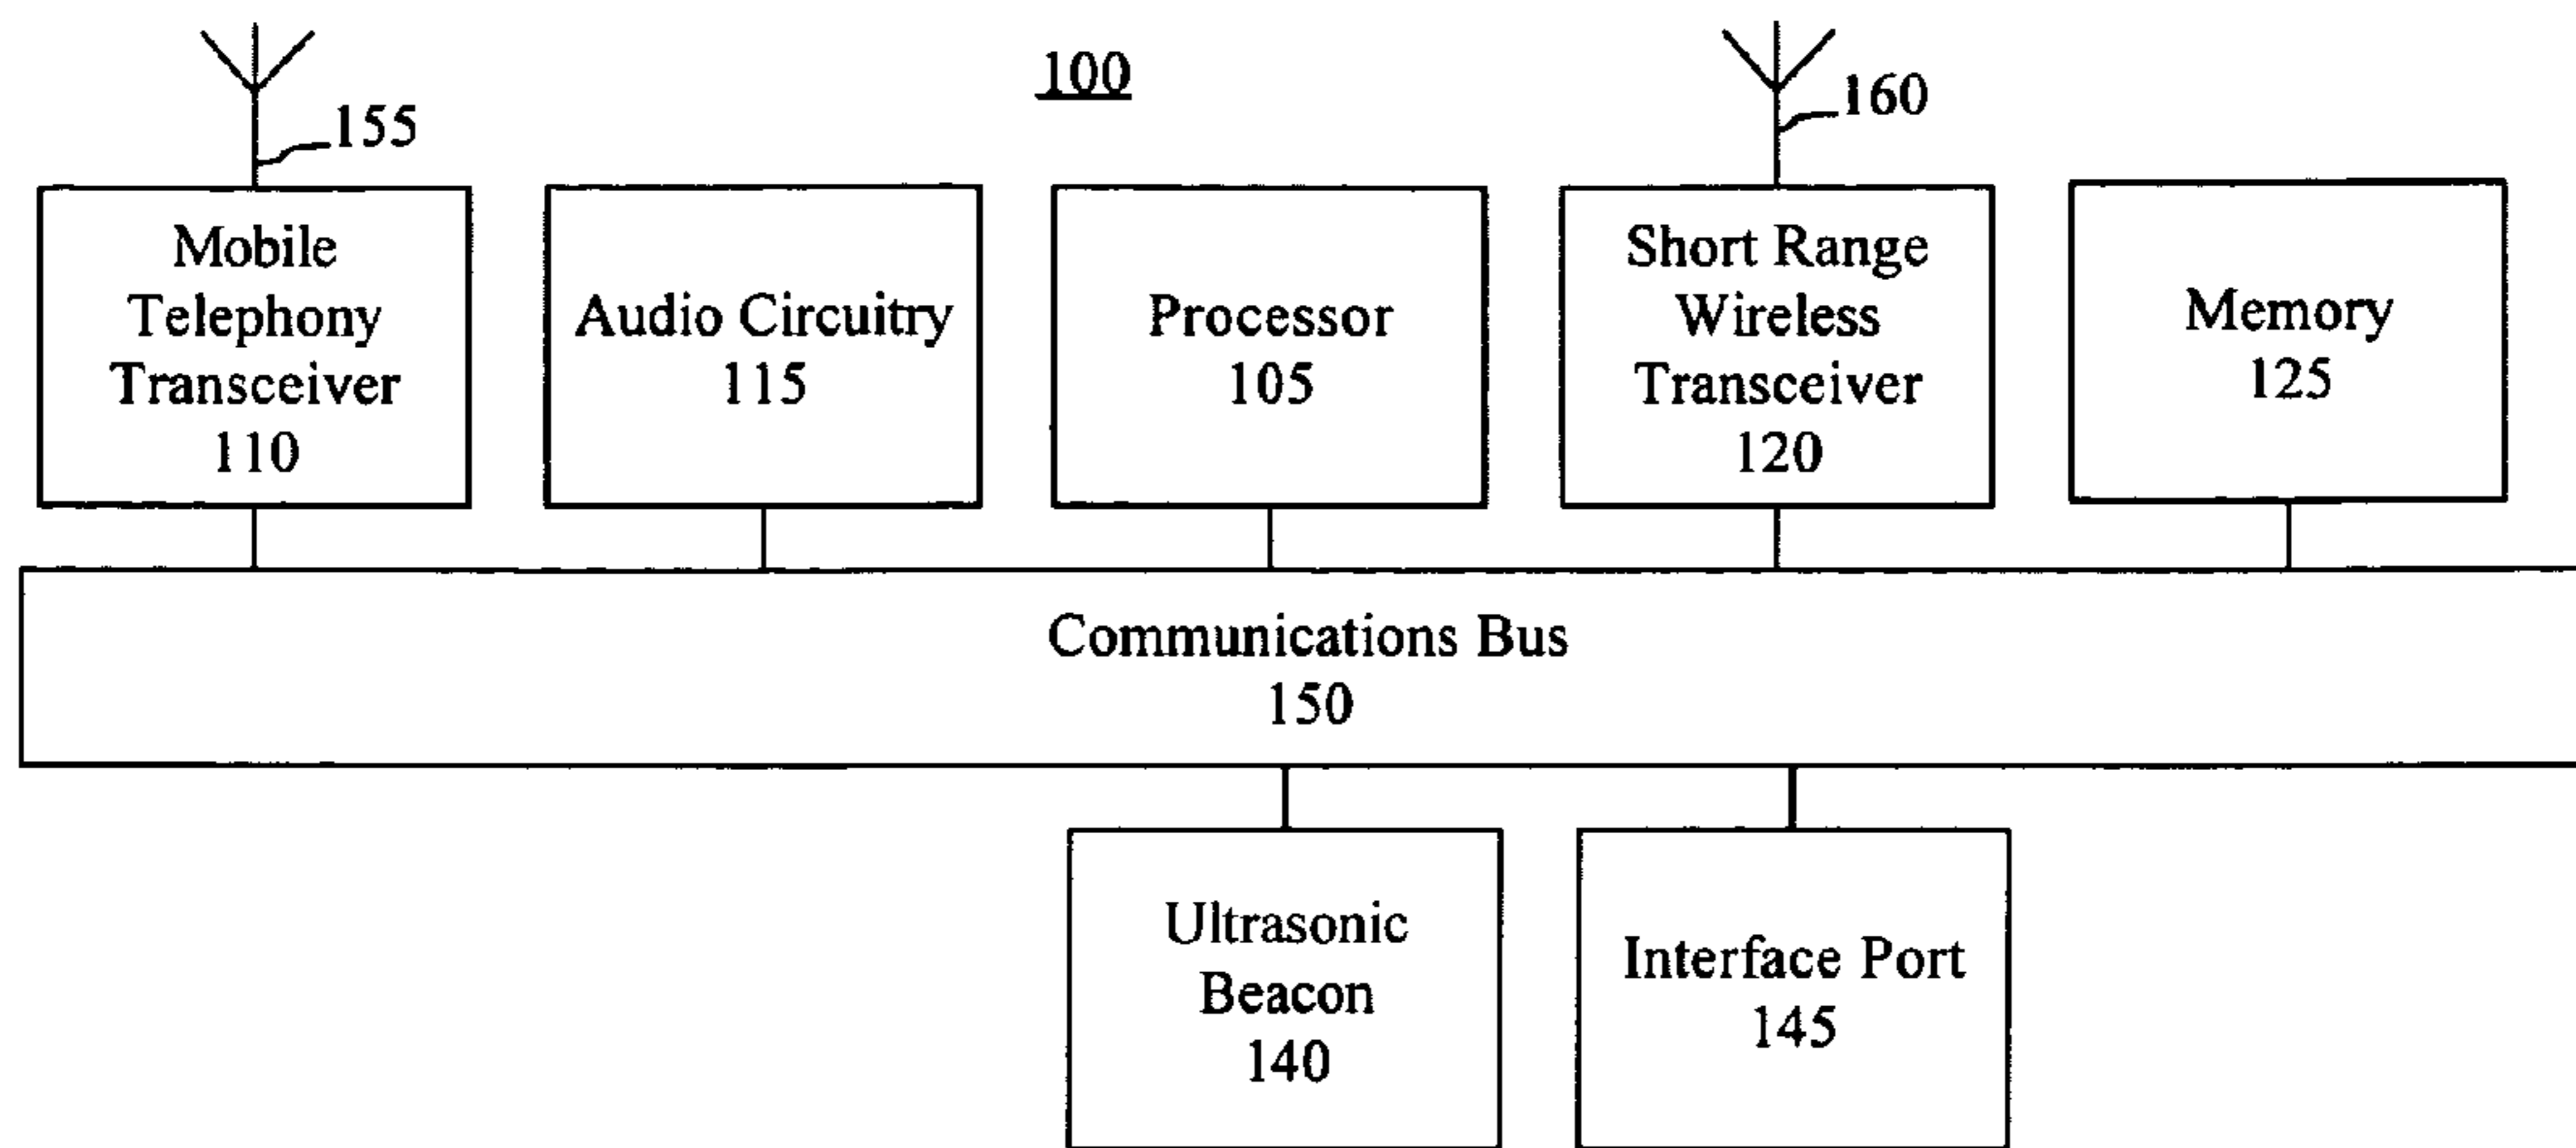 100
155
160
Mobile
Telephony
Transceiver
110
Audio Circuitry
115
Processor
105
Short Range
Wireless
Transceiver
120
Memory
125
Communications Bus
150
Ultrasonic
Beacon
140
Interface Port
145